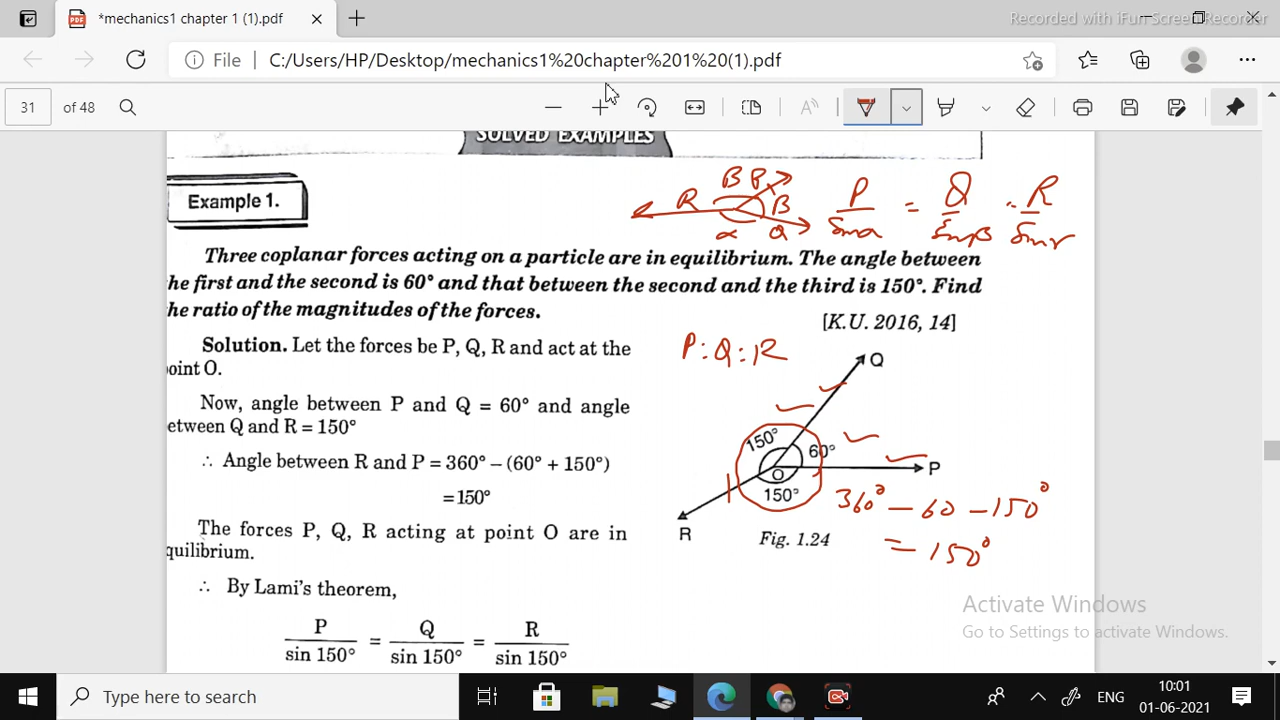 *mechanics1 chapter 1 (1).pdf
Recorded with iFun Screen Recorder
File C:/Users/HP/Desktop/mechanics1%20chapter%201%20(1).pdf
31 of 48
SOLVED EXAMPLES
Example 1.
R B P B α Q
P/sinα = Q/sinβ = R/sinγ
Three coplanar forces acting on a particle are in equilibrium. The angle between
he first and the second is 60° and that between the second and the third is 150°. Find
he ratio of the magnitudes of the forces.
[K.U. 2016, 14]
Solution. Let the forces be P, Q, R and act at the
oint O.
P : Q : R
Now, angle between P and Q = 60° and angle
etween Q and R = 150°
∴ Angle between R and P = 360° – (60° + 150°)
= 150°
The forces P, Q, R acting at point O are in
quilibrium.
∴ By Lami's theorem,
P/sin 150° = Q/sin 150° = R/sin 150°
Q
150° 60°
O P
150°
R
Fig. 1.24
360° – 60 – 150°
= 150°
Activate Windows
Go to Settings to activate Windows.
Type here to search
ENG
10:01
01-06-2021